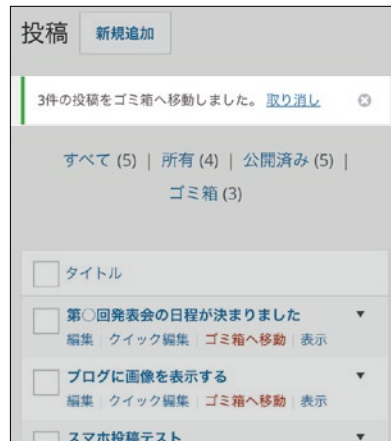 投稿 新規追加
3件の投稿をゴミ箱へ移動しました。 取り消し
すべて (5) | 所有 (4) | 公開済み (5) |
ゴミ箱 (3)
タイトル
第○回発表会の日程が決まりました
編集 | クイック編集 | ゴミ箱へ移動 | 表示
ブログに画像を表示する
編集 | クイック編集 | ゴミ箱へ移動 | 表示
スマホ投稿テスト